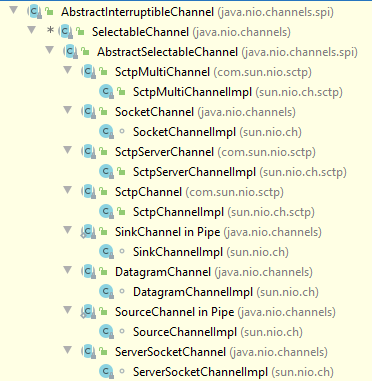 AbstractInterruptibleChannel (java.nio.channels.spi)
* SelectableChannel (java.nio.channels)
AbstractSelectableChannel (java.nio.channels.spi)
SctpMultiChannel (com.sun.nio.sctp)
SctpMultiChannelImpl (sun.nio.ch.sctp)
SocketChannel (java.nio.channels)
SocketChannelImpl (sun.nio.ch)
SctpServerChannel (com.sun.nio.sctp)
SctpServerChannelImpl (sun.nio.ch.sctp)
SctpChannel (com.sun.nio.sctp)
SctpChannelImpl (sun.nio.ch.sctp)
SinkChannel in Pipe (java.nio.channels)
SinkChannelImpl (sun.nio.ch)
DatagramChannel (java.nio.channels)
DatagramChannelImpl (sun.nio.ch)
SourceChannel in Pipe (java.nio.channels)
SourceChannelImpl (sun.nio.ch)
ServerSocketChannel (java.nio.channels)
ServerSocketChannelImpl (sun.nio.ch)